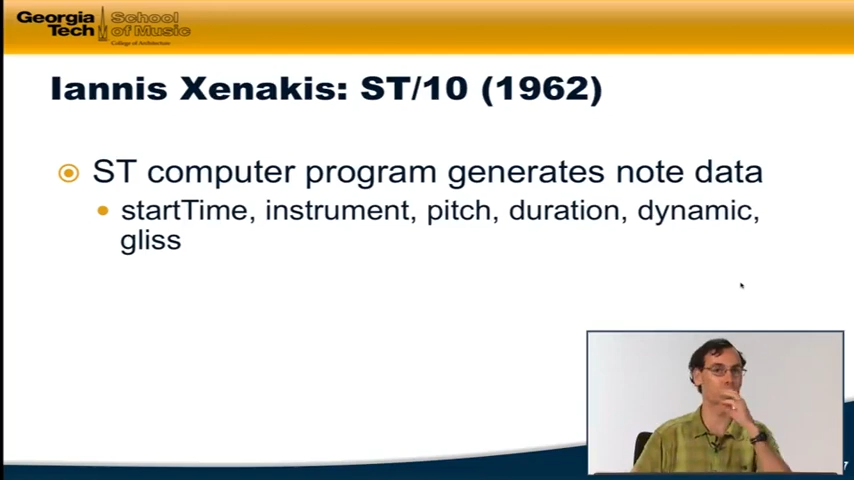 Georgia Tech
School of Music
College of Architecture
Iannis Xenakis: ST/10 (1962)
ST computer program generates note data
startTime, instrument, pitch, duration, dynamic,
gliss